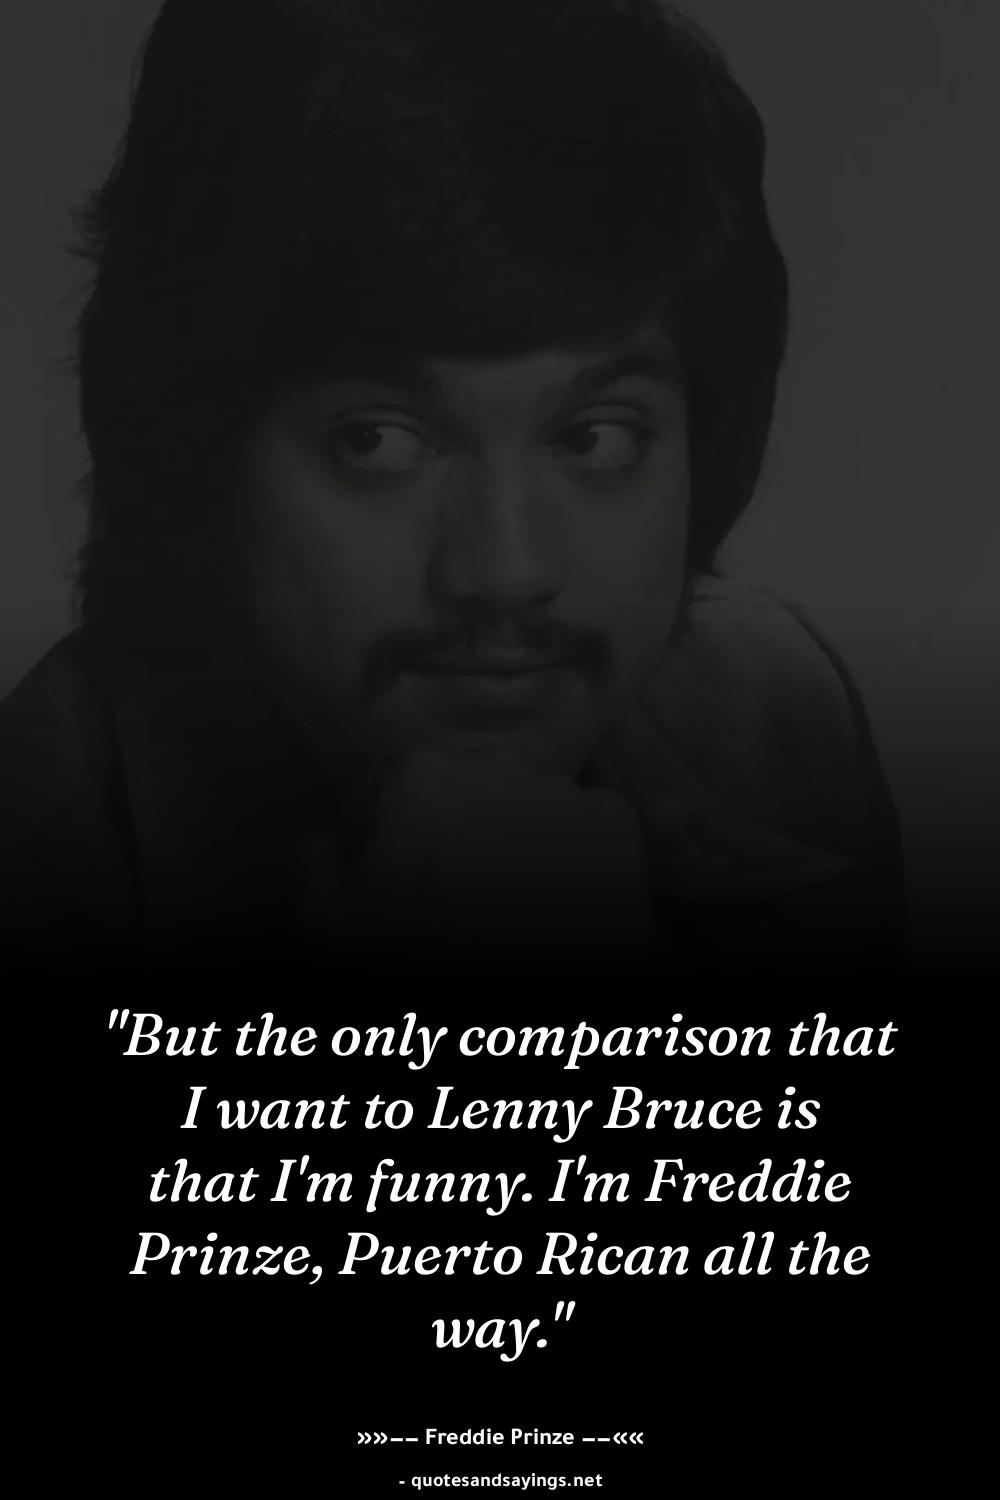 "But the only comparison that
I want to Lenny Bruce is
that I'm funny. I'm Freddie
Prinze, Puerto Rican all the
way."
»»–– Freddie Prinze ––««
- quotesandsayings.net